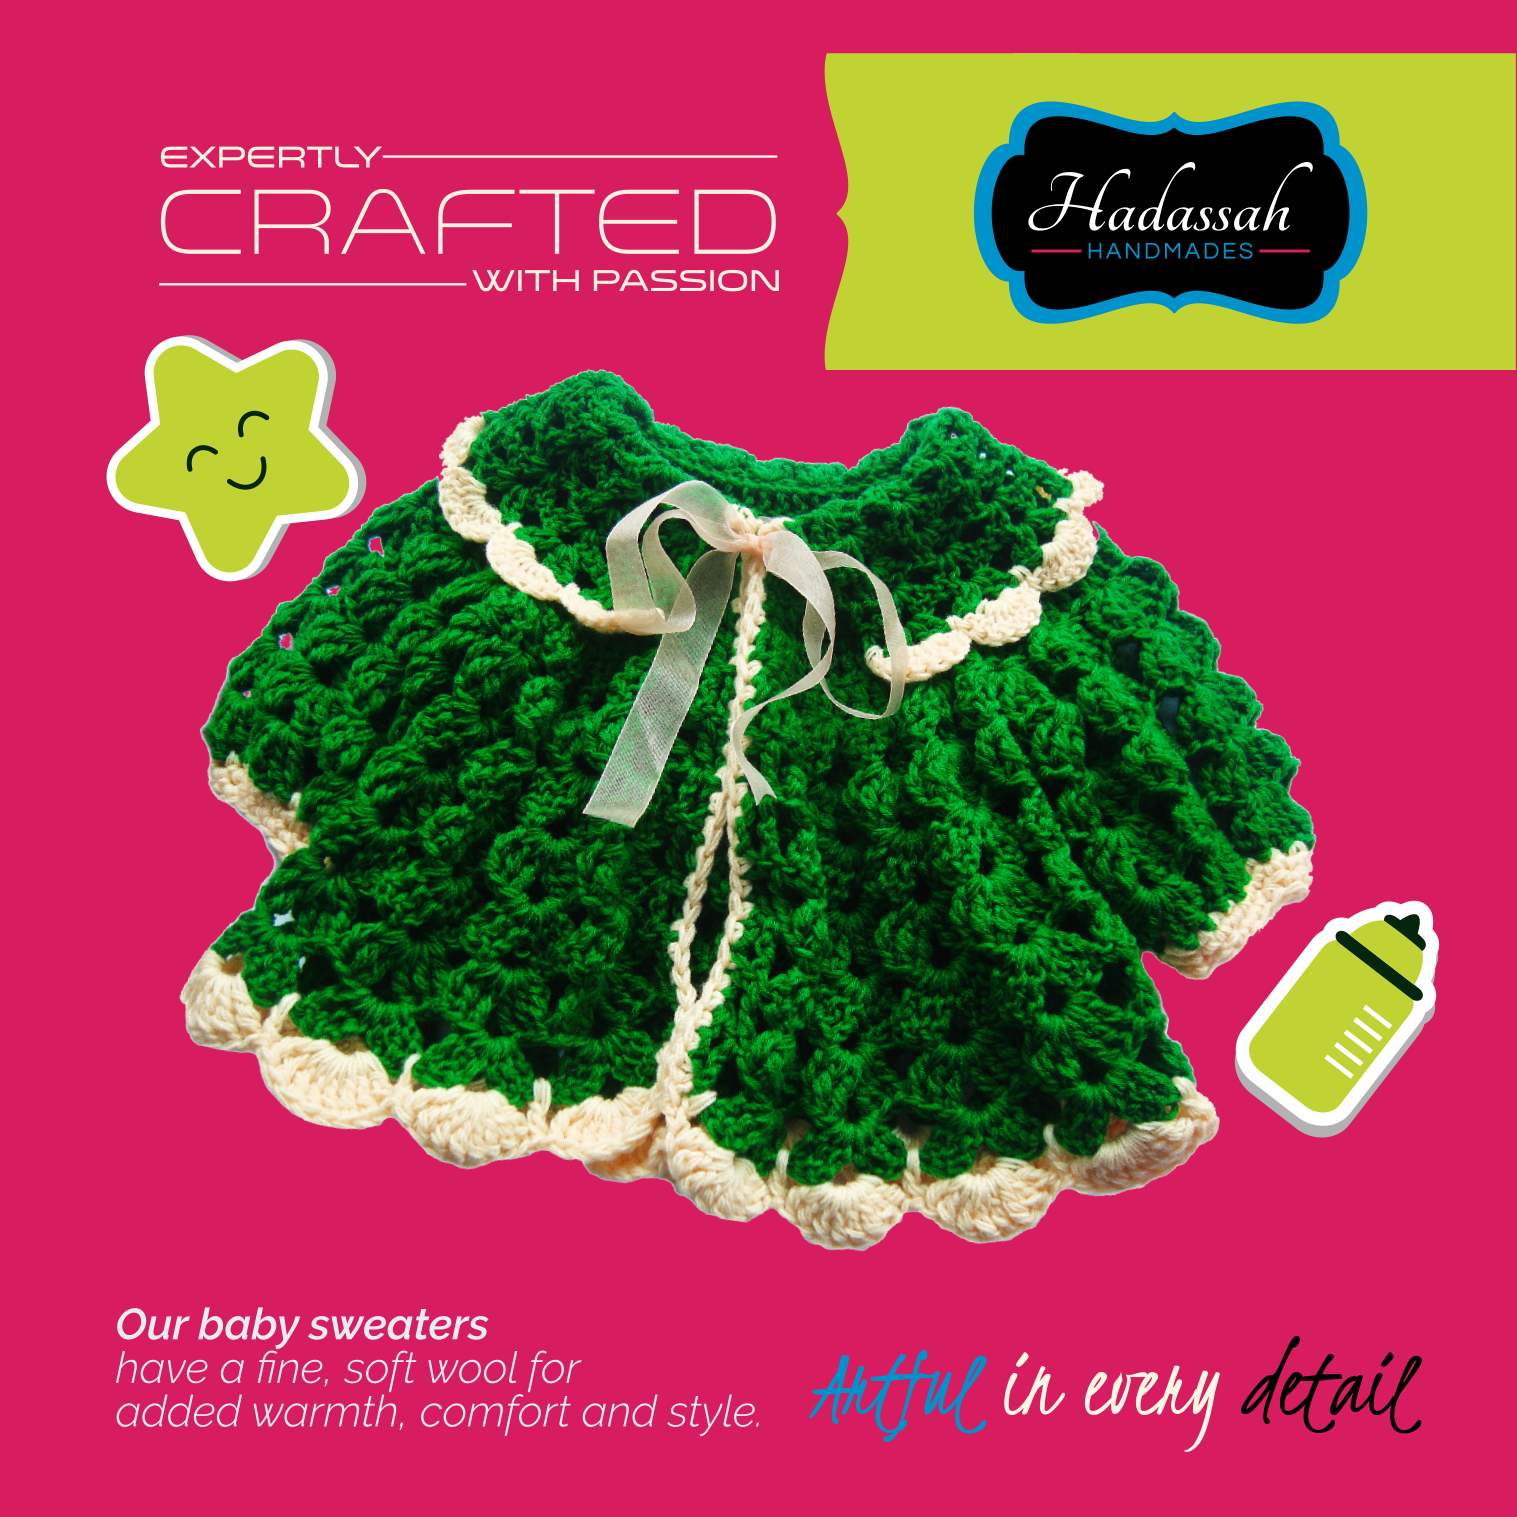 EXPERTLY
CRAFTED
WITH PASSION
Hadassah
HANDMADES
Our baby sweaters
have a fine, soft wool for
added warmth, comfort and style.
Artful in every detail